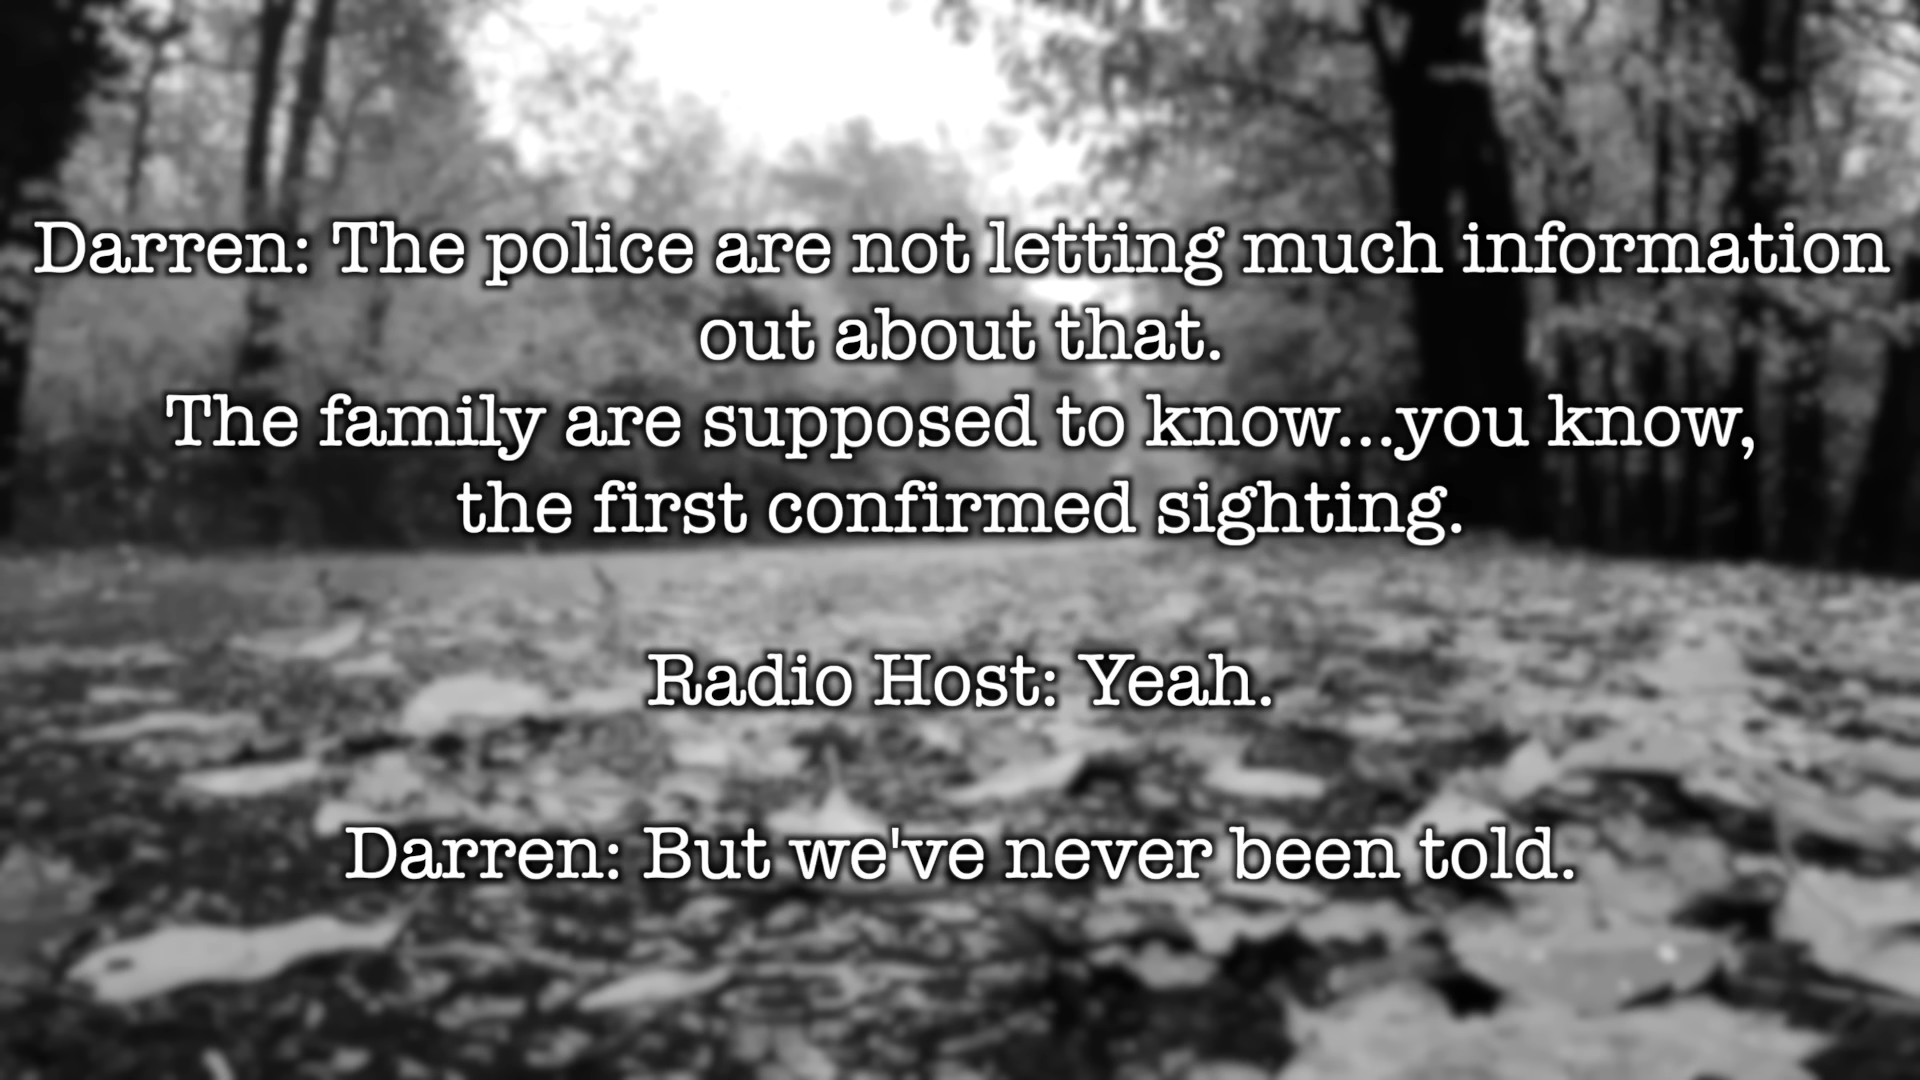 Darren: The police are not letting much information
out about that.
The family are supposed to know...you know,
the first confirmed sighting.
Radio Host: Yeah.
Darren: But we've never been told.